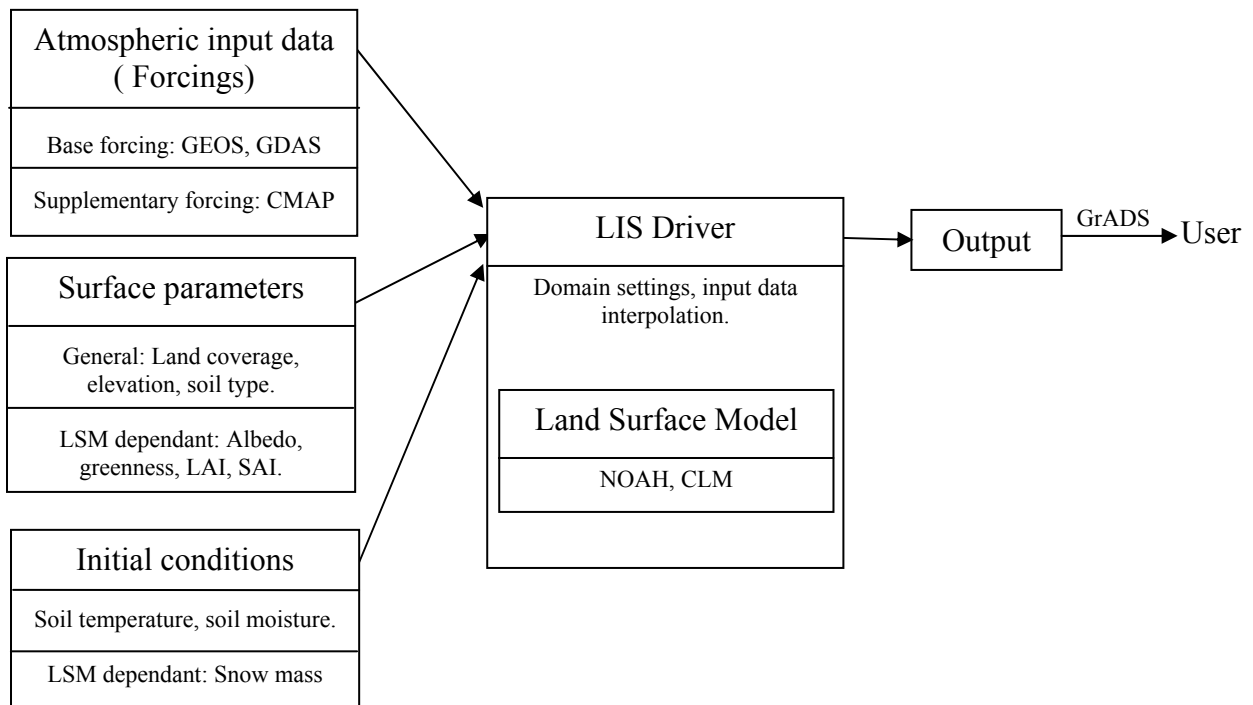 Atmospheric input data
( Forcings)
Base forcing: GEOS, GDAS
Supplementary forcing: CMAP
Surface parameters
General: Land coverage,
elevation, soil type.
LSM dependant: Albedo,
greenness, LAI, SAI.
Initial conditions
Soil temperature, soil moisture.
LSM dependant: Snow mass
LIS Driver
Domain settings, input data
interpolation.
Land Surface Model
NOAH, CLM
Output
GrADS
User